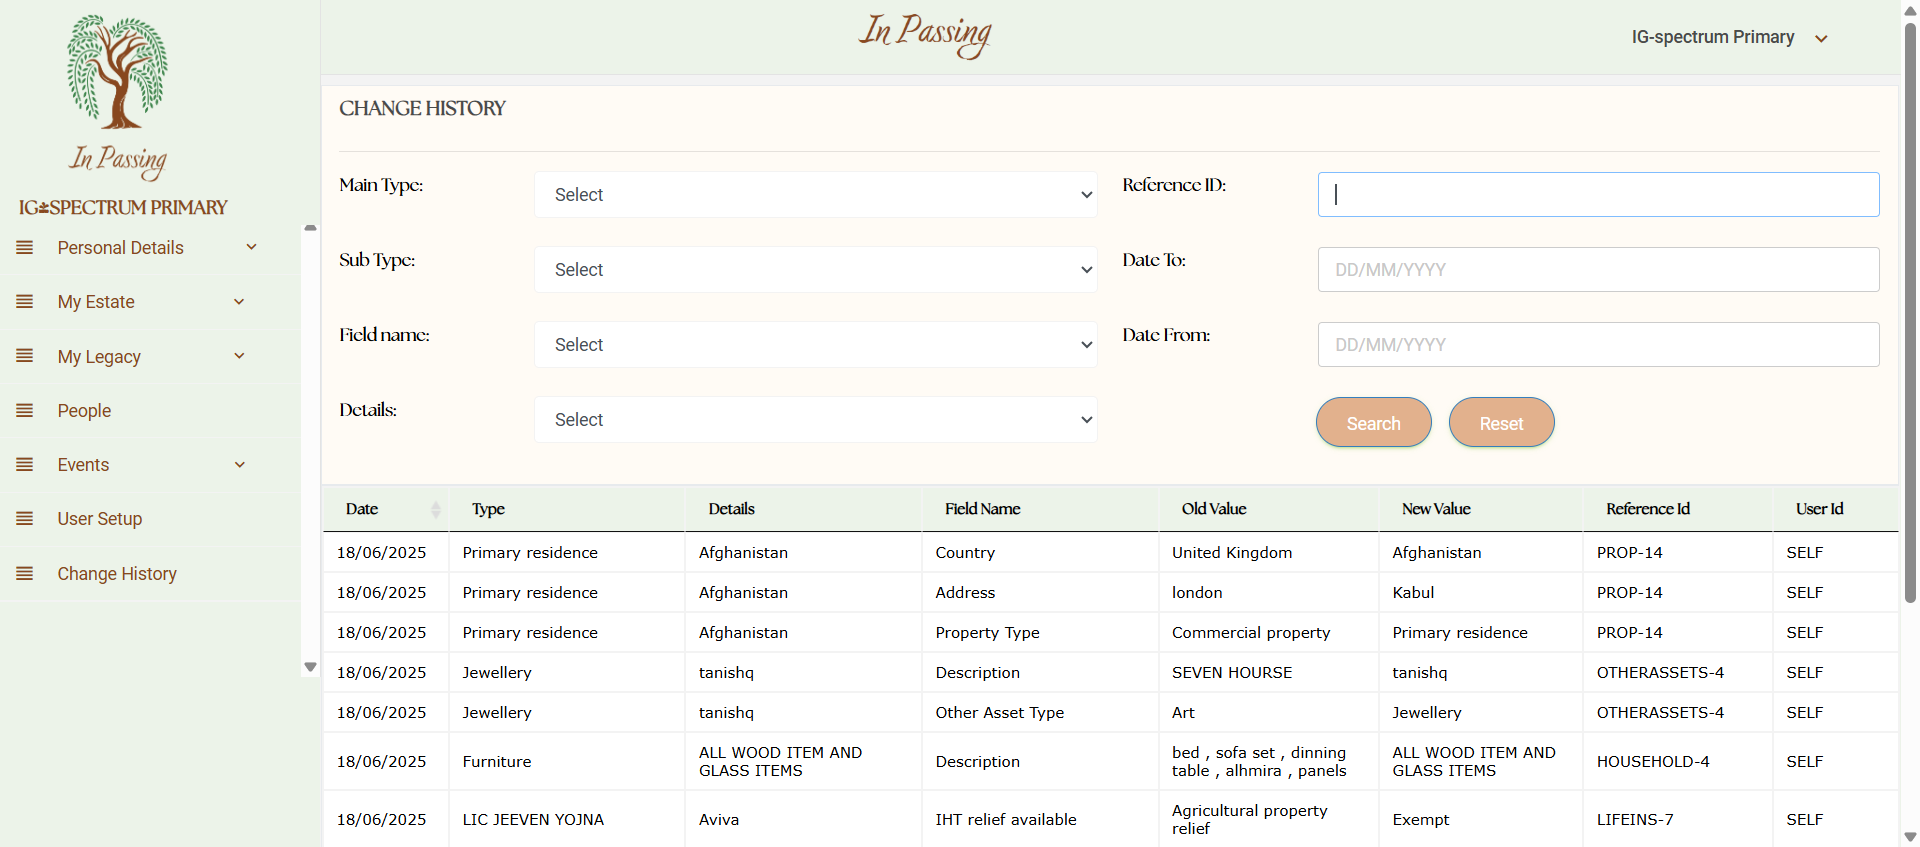 In Passing
IG-SPECTRUM PRIMARY
Personal Details
My Estate
My Legacy
People
Events
User Setup
Change History
In Passing
IG-spectrum Primary
CHANGE HISTORY
Main Type: Select Reference ID:
Sub Type: Select Date To: DD/MM/YYYY
Field name: Select Date From: DD/MM/YYYY
Details: Select Search Reset
Date Type Details Field Name Old Value New Value Reference Id User Id
18/06/2025 Primary residence Afghanistan Country United Kingdom Afghanistan PROP-14 SELF
18/06/2025 Primary residence Afghanistan Address london Kabul PROP-14 SELF
18/06/2025 Primary residence Afghanistan Property Type Commercial property Primary residence PROP-14 SELF
18/06/2025 Jewellery tanishq Description SEVEN HOURSE tanishq OTHERASSETS-4 SELF
18/06/2025 Jewellery tanishq Other Asset Type Art Jewellery OTHERASSETS-4 SELF
18/06/2025 Furniture ALL WOOD ITEM AND GLASS ITEMS Description bed , sofa set , dinning table , alhmira , panels ALL WOOD ITEM AND GLASS ITEMS HOUSEHOLD-4 SELF
18/06/2025 LIC JEEVEN YOJNA Aviva IHT relief available Agricultural property relief Exempt LIFEINS-7 SELF